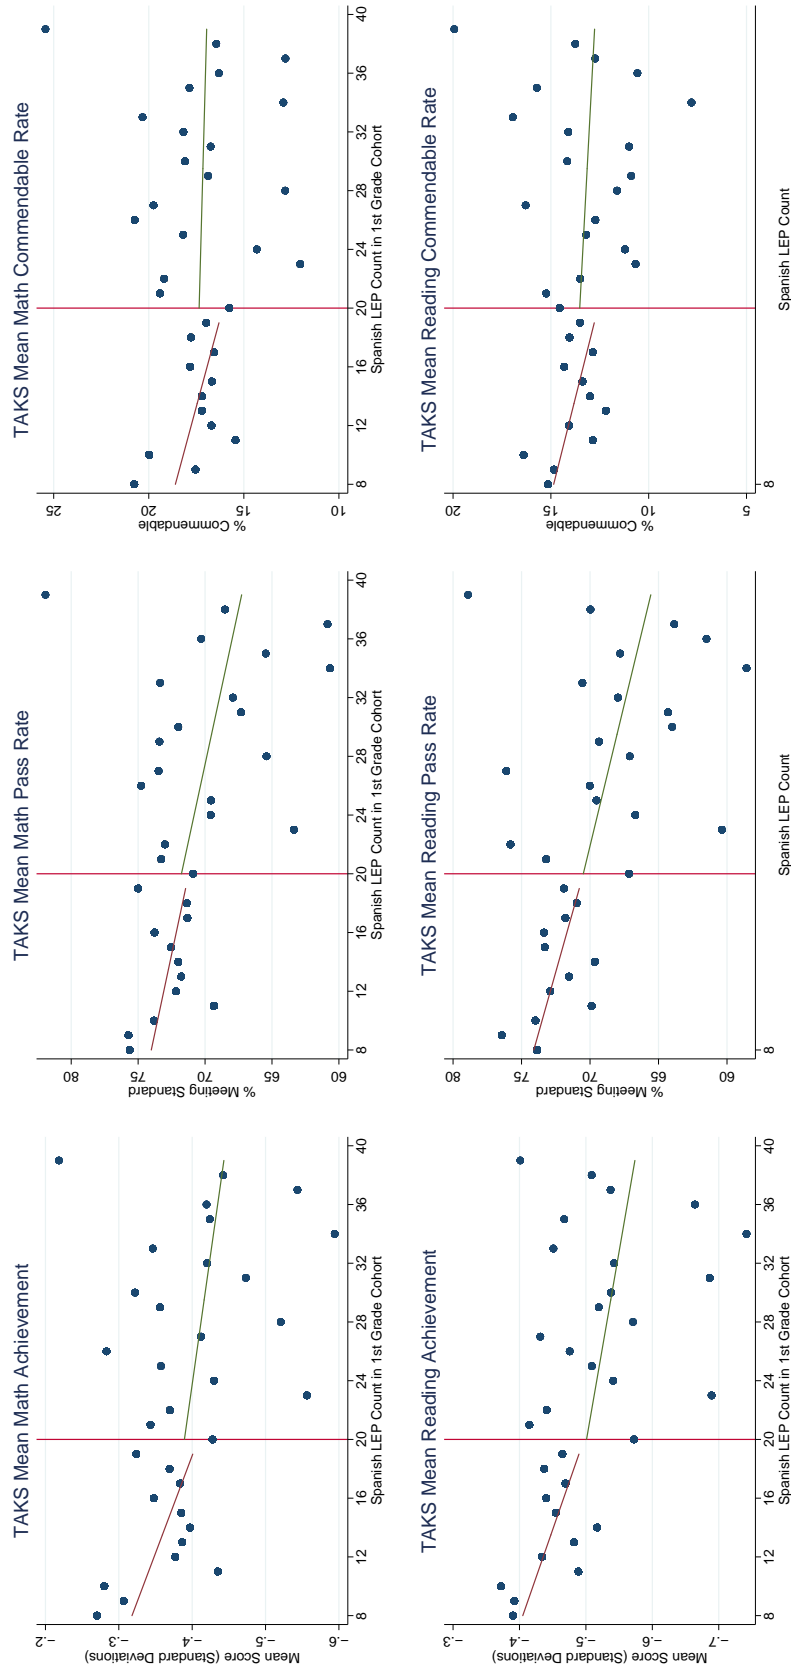 TAKS Mean Math Achievement
Mean Score (Standard Deviations)
-.2
-.3
-.4
-.5
-.6
8 12 16 20 24 28 32 36 40
Spanish LEP Count in 1st Grade Cohort
TAKS Mean Math Pass Rate
% Meeting Standard
80
75
70
65
60
8 12 16 20 24 28 32 36 40
Spanish LEP Count in 1st Grade Cohort
TAKS Mean Math Commendable Rate
% Commendable
25
20
15
10
8 12 16 20 24 28 32 36 40
Spanish LEP Count in 1st Grade Cohort
TAKS Mean Reading Achievement
Mean Score (Standard Deviations)
-.3
-.4
-.5
-.6
-.7
8 12 16 20 24 28 32 36 40
Spanish LEP Count in 1st Grade Cohort
TAKS Mean Reading Pass Rate
% Meeting Standard
80
75
70
65
60
8
Spanish LEP Count
TAKS Mean Reading Commendable Rate
% Commendable
20
15
10
5
8
Spanish LEP Count